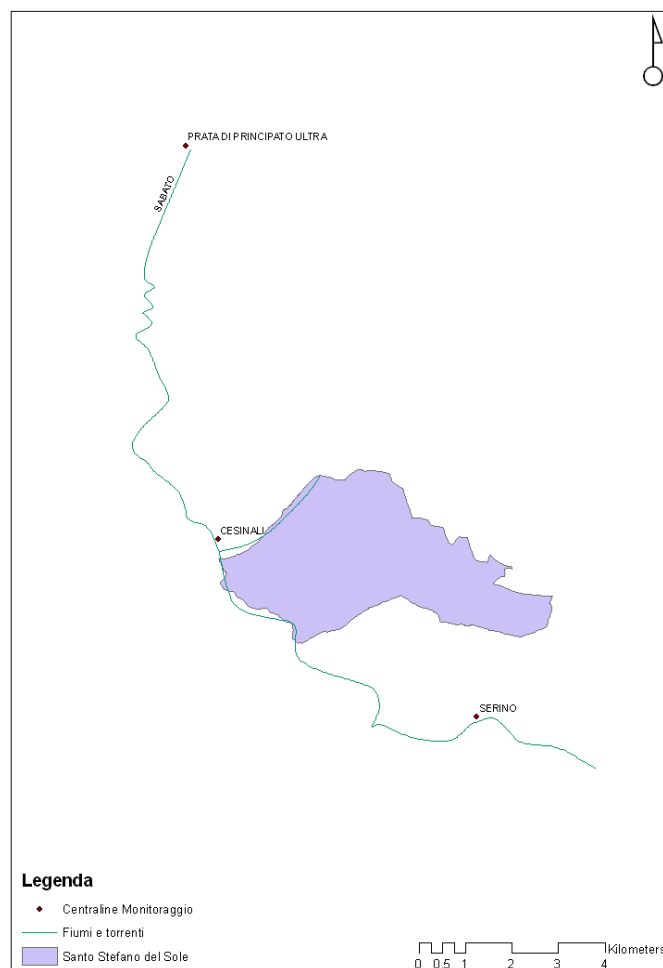 PRATA DI PRINCIPATO ULTRA
SABATO
CESINALI
SERINO
Legenda
Centraline Monitoraggio
Fiumi e torrenti
Santo Stefano del Sole
Kilometers
0 0.5 1 2 3 4